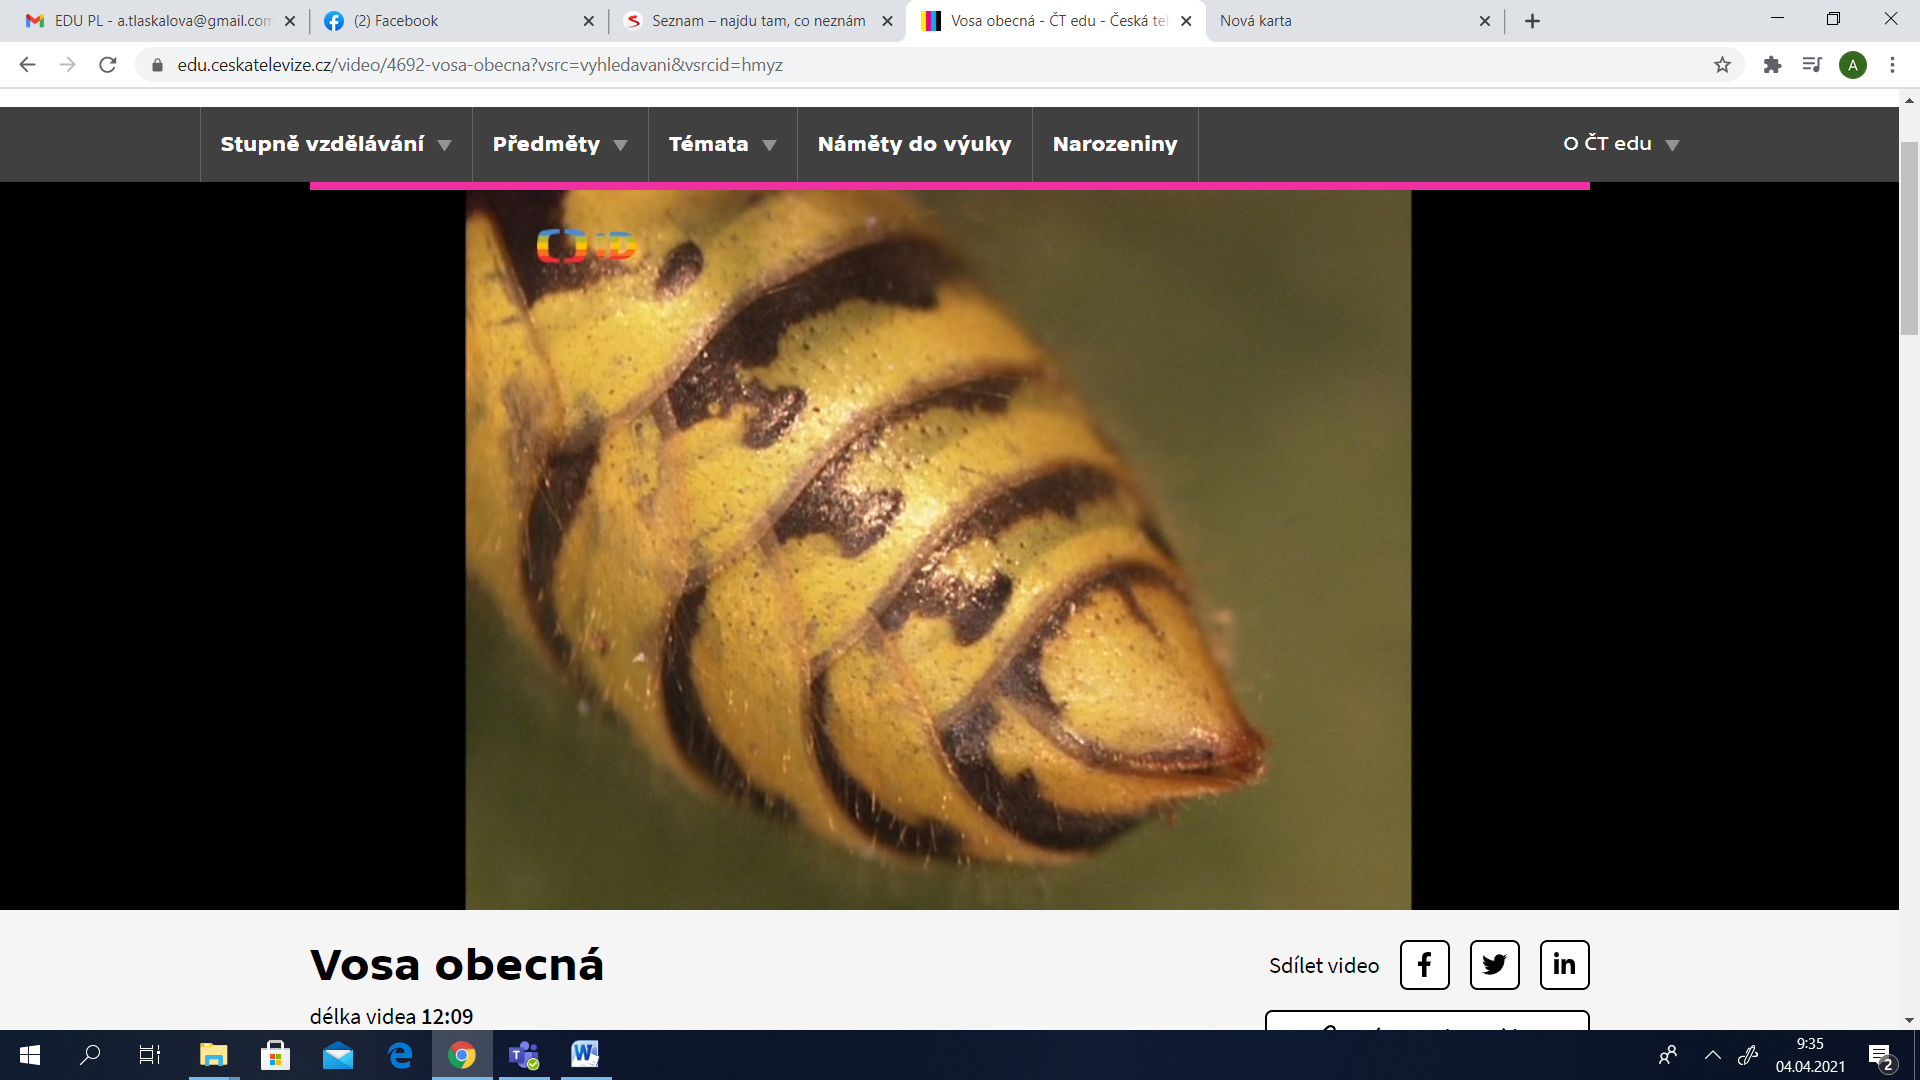 EDU PL - a.tlaskalova@gmail.com
(2) Facebook
Seznam – najdu tam, co neznám
Vosa obecná - ČT edu - Česká tel
Nová karta
edu.ceskatelevize.cz/video/4692-vosa-obecna?vsrc=vyhledavani&vsrcid=hmyz
A
Stupně vzdělávání
Předměty
Témata
Náměty do výuky
Narozeniny
O ČT edu
:D
Vosa obecná
Sdílet video
délka videa 12:09
9:35
04.04.2021
2